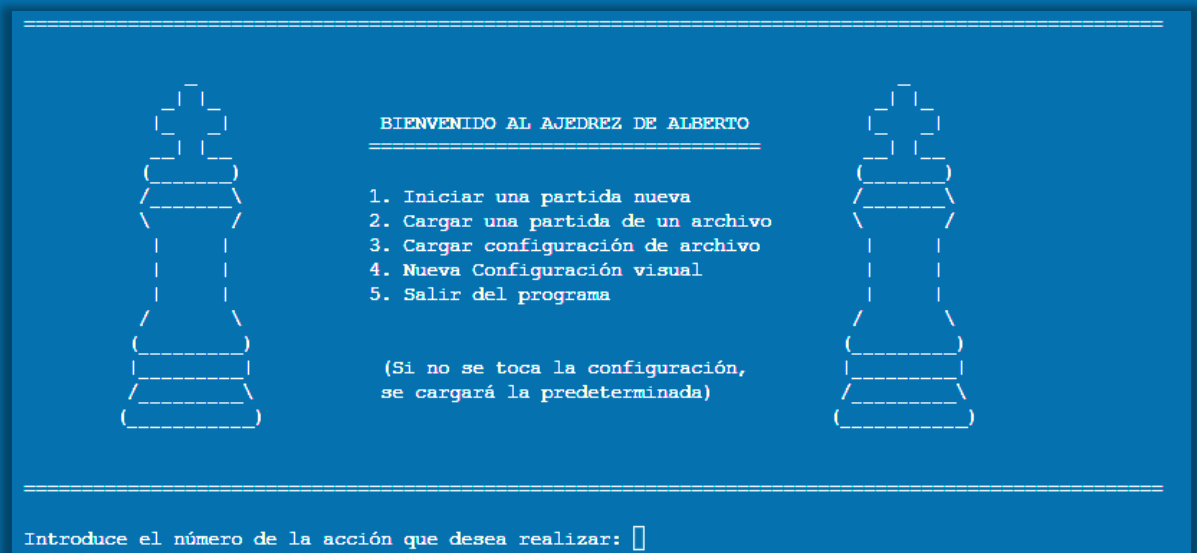 BIENVENIDO AL AJEDREZ DE ALBERTO
1. Iniciar una partida nueva
2. Cargar una partida de un archivo
3. Cargar configuración de archivo
4. Nueva Configuración visual
5. Salir del programa
(Si no se toca la configuración,
se cargará la predeterminada)
Introduce el número de la acción que desea realizar: